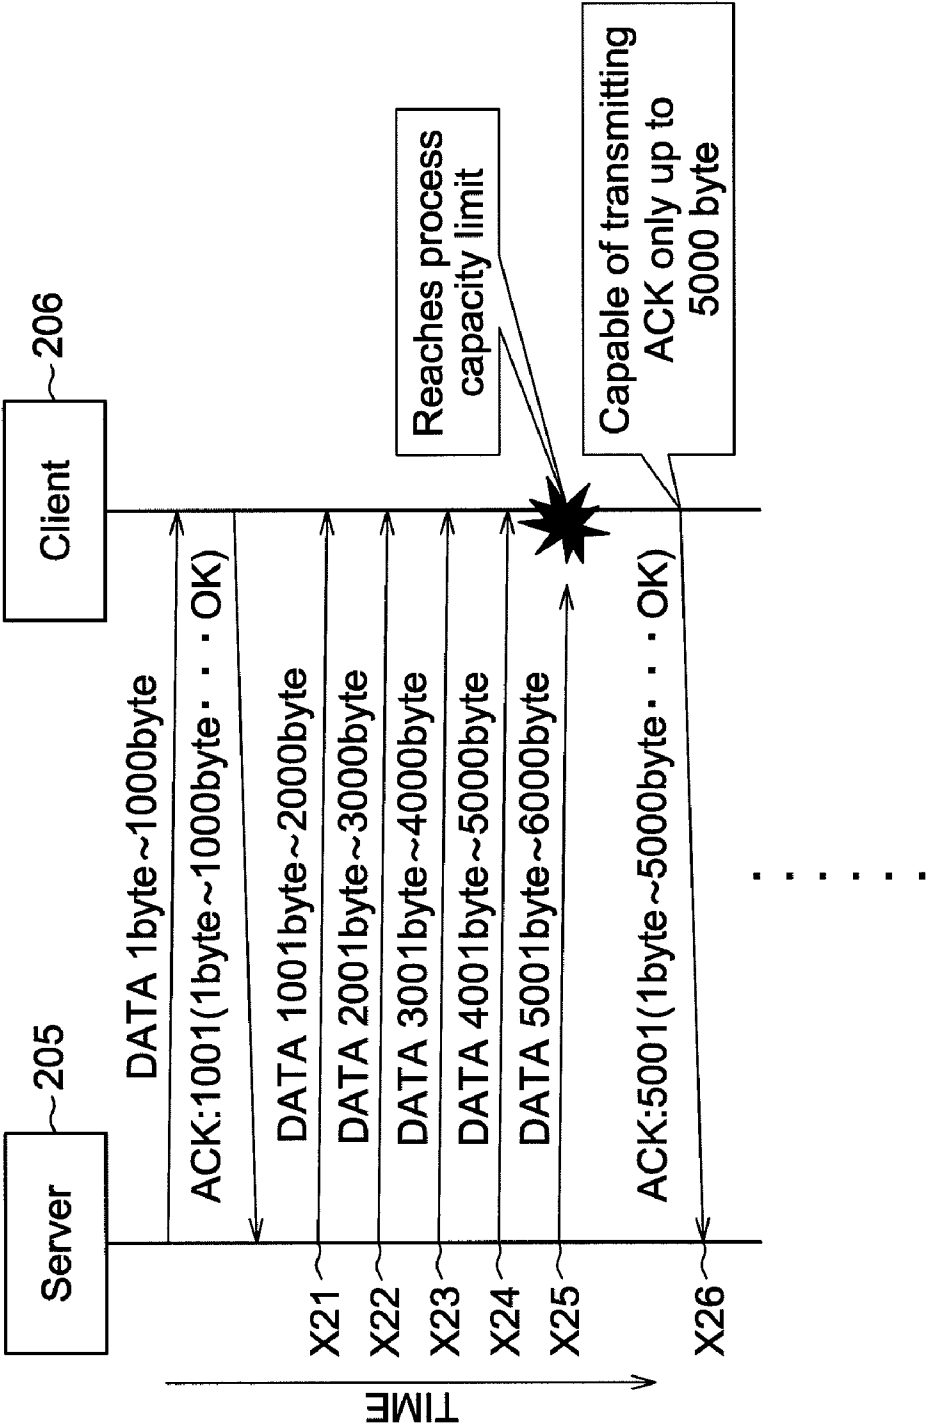 Server
205
Client
206
DATA 1byte~1000byte
ACK:1001(1byte~1000byte・・・OK)
X21
DATA 1001byte~2000byte
X22
DATA 2001byte~3000byte
X23
DATA 3001byte~4000byte
X24
DATA 4001byte~5000byte
X25
DATA 5001byte~6000byte
Reaches process
capacity limit
X26
ACK:5001(1byte~5000byte・・・OK)
Capable of transmitting
ACK only up to
5000 byte
TIME